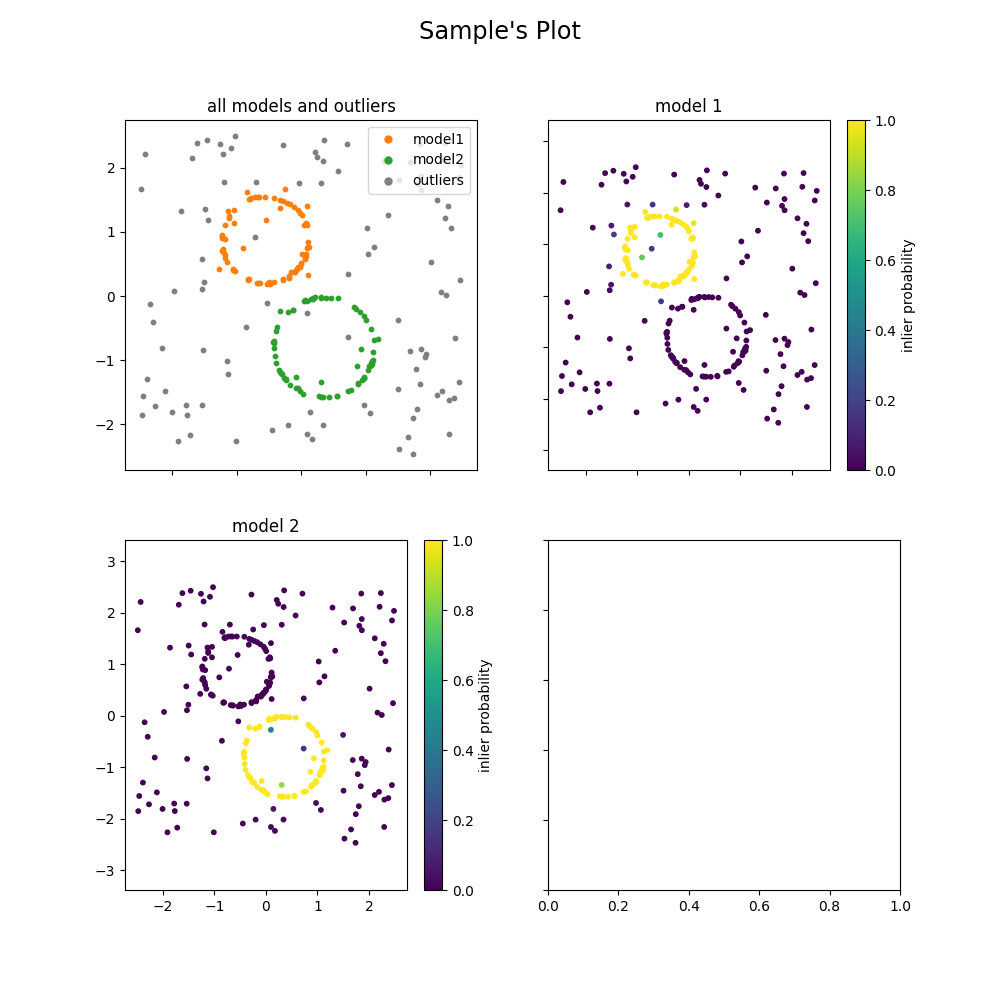 Sample's Plot
all models and outliers
model1
model2
outliers
2
1
0
−1
−2
model 1
1.0
0.8
0.6
0.4
0.2
0.0
inlier probability
model 2
3
2
1
0
−1
−2
−3
−2 −1 0 1 2
1.0
0.8
0.6
0.4
0.2
0.0
inlier probability
0.0 0.2 0.4 0.6 0.8 1.0